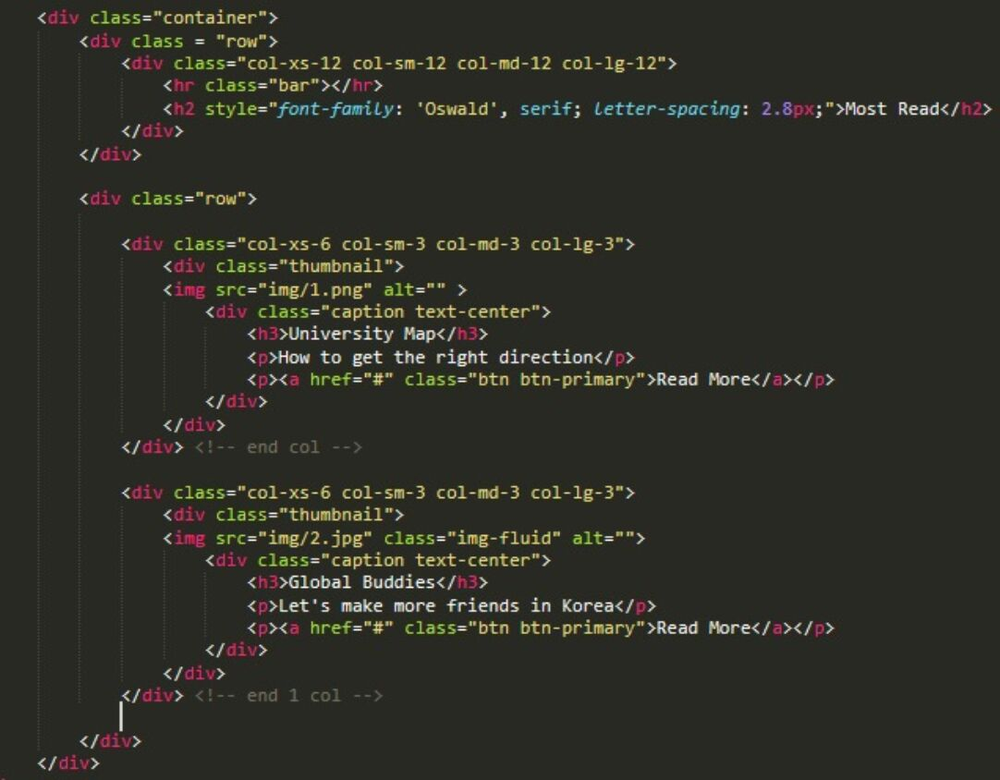 <div class="container">
<div class = "row">
<div class="col-xs-12 col-sm-12 col-md-12 col-lg-12">
<hr class="bar"></hr>
<h2 style="font-family: 'Oswald', serif; letter-spacing: 2.8px;">Most Read</h2>
</div>
</div>
<div class="row">
<div class="col-xs-6 col-sm-3 col-md-3 col-lg-3">
<div class="thumbnail">
<img src="img/1.png" alt="" >
<div class="caption text-center">
<h3>University Map</h3>
<p>How to get the right direction</p>
<p><a href="#" class="btn btn-primary">Read More</a></p>
</div>
</div>
</div> <!-- end col -->
<div class="col-xs-6 col-sm-3 col-md-3 col-lg-3">
<div class="thumbnail">
<img src="img/2.jpg" class="img-fluid" alt="">
<div class="caption text-center">
<h3>Global Buddies</h3>
<p>Let's make more friends in Korea</p>
<p><a href="#" class="btn btn-primary">Read More</a></p>
</div>
</div>
</div> <!-- end 1 col -->
</div>
</div>